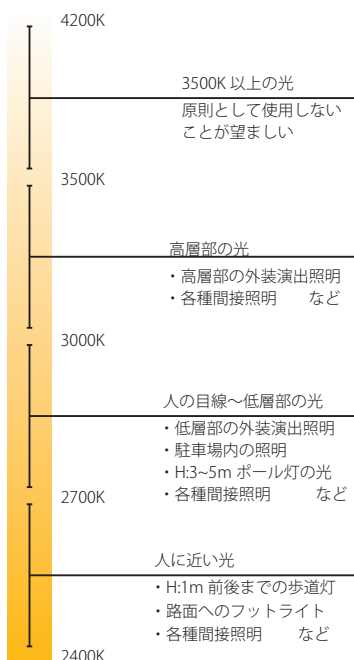 4200K
3500K 以上の光
原則として使用しない
ことが望ましい
3500K
高層部の光
・高層部の外装演出照明
・各種間接照明　　など
3000K
人の目線〜低層部の光
・低層部の外装演出照明
・駐車場内の照明
・H:3~5m ポール灯の光
・各種間接照明　　など
2700K
人に近い光
・H:1m 前後までの歩道灯
・路面へのフットライト
・各種間接照明　　など
2400K